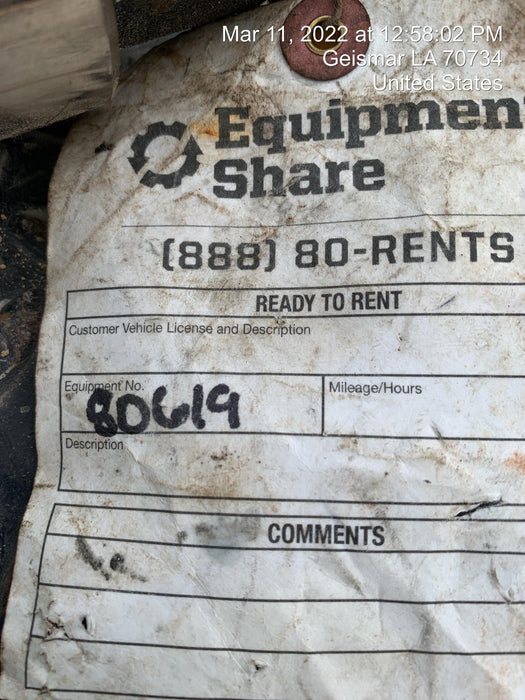 Mar 11, 2022 at 12:58:02 PM
Geismar LA 70734
United States
Equipmen
Share
(888) 80-RENTS
READY TO RENT
Customer Vehicle License and Description
Equipment No.
Mileage/Hours
80619
Description
COMMENTS